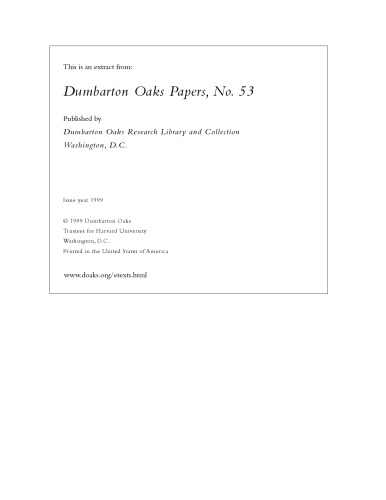 This is an extract from:
Dumbarton Oaks Papers, No. 53
Published by
Dumbarton Oaks Research Library and Collection
Washington, D.C.
Issue year 1999
© 1999 Dumbarton Oaks
Trustees for Harvard University
Washington, D.C.
Printed in the United States of America
www.doaks.org/etexts.html